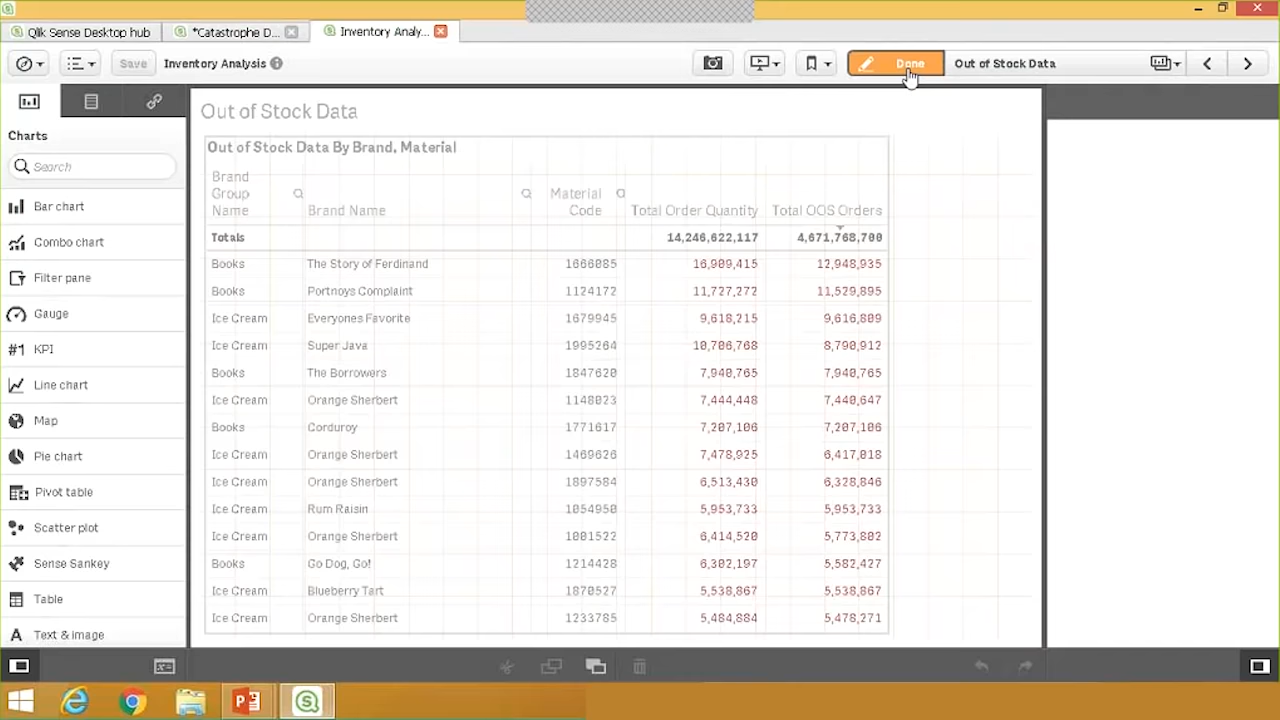 Qlik Sense Desktop hub
*Catastrophe D...
Inventory Analy...
Save
Inventory Analysis
Done
Out of Stock Data
Charts
Search
Bar chart
Combo chart
Filter pane
Gauge
#1 KPI
Line chart
Map
Pie chart
Pivot table
Scatter plot
Sense Sankey
Table
A Text & image
Out of Stock Data
Out of Stock Data By Brand, Material
Brand Group Name Brand Name Material Code Total Order Quantity Total OOS Orders
Totals 14,246,622,117 4,671,768,700
Books The Story of Ferdinand 1666085 16,909,415 12,948,935
Books Portnoys Complaint 1124172 11,727,272 11,529,895
Ice Cream Everyones Favorite 1679945 9,618,215 9,616,809
Ice Cream Super Java 1995264 10,706,768 8,790,912
Books The Borrowers 1847620 7,940,765 7,940,765
Ice Cream Orange Sherbert 1148023 7,444,448 7,440,647
Books Corduroy 1771617 7,207,106 7,207,106
Ice Cream Orange Sherbert 1469626 7,478,925 6,417,018
Ice Cream Orange Sherbert 1897584 6,513,430 6,328,846
Ice Cream Rum Raisin 1054950 5,953,733 5,953,733
Ice Cream Orange Sherbert 1001522 6,414,520 5,773,802
Books Go Dog, Go! 1214428 6,302,197 5,582,427
Ice Cream Blueberry Tart 1870527 5,538,867 5,538,867
Ice Cream Orange Sherbert 1233785 5,484,884 5,478,271